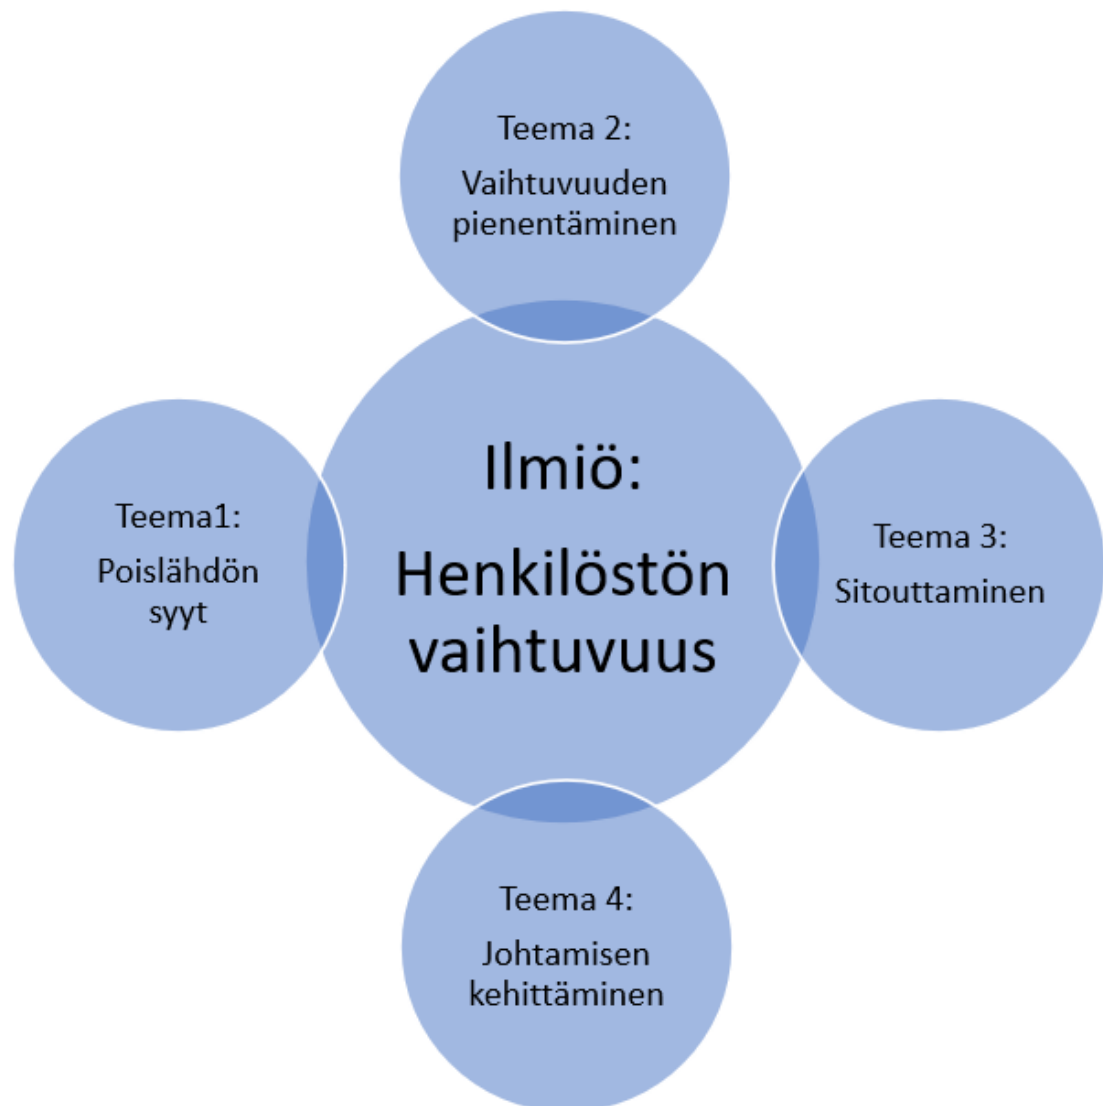 Teema 2:
Vaihtuvuuden
pienentäminen
Teema1:
Poislähdön
syyt
Ilmiö:
Henkilöstön
vaihtuvuus
Teema 3:
Sitouttaminen
Teema 4:
Johtamisen
kehittäminen